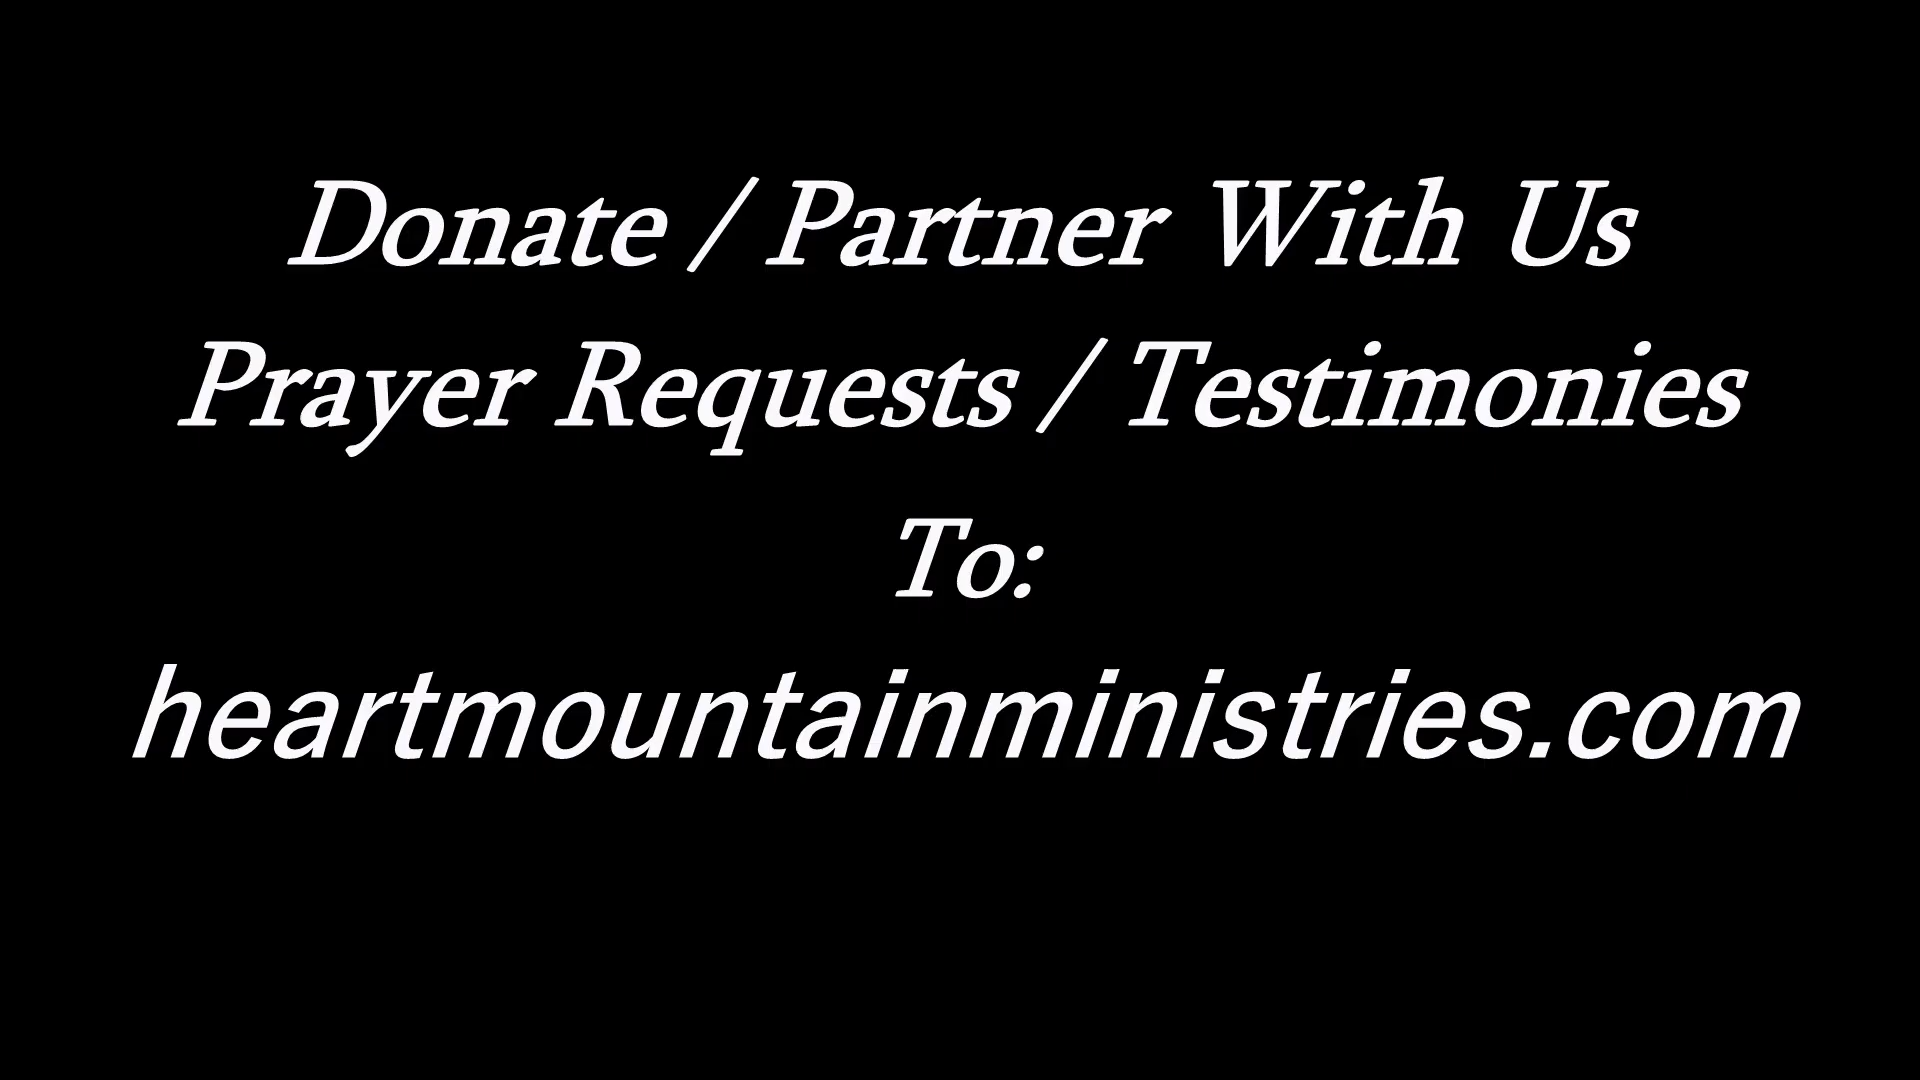 Donate / Partner With Us
Prayer Requests / Testimonies
To:
heartmountainministries.com